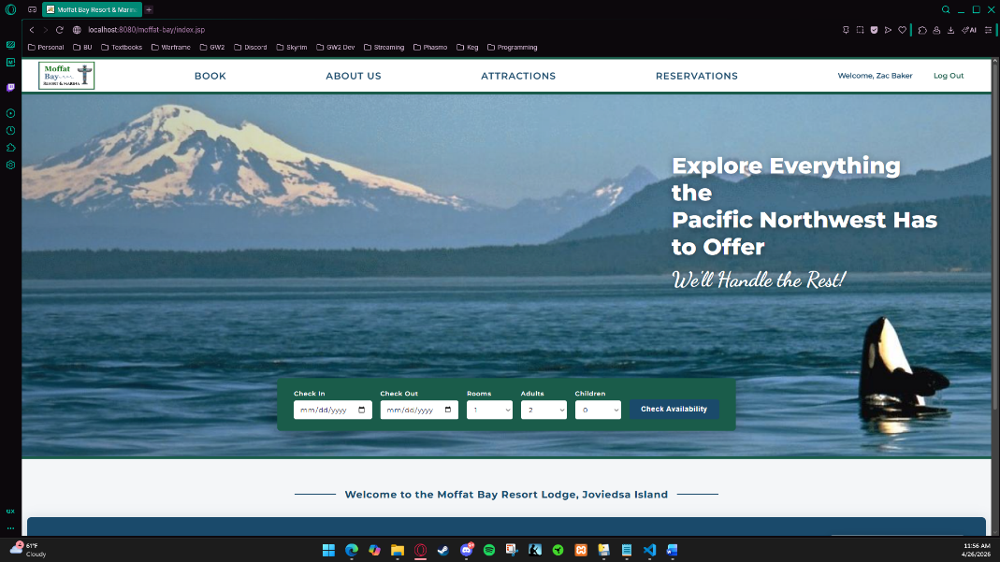 Moffat Bay Resort & Marina
localhost:8080/moffat-bay/index.jsp
AI
Personal
BU
Textbooks
Warframe
GW2
Discord
Skyrim
GW2 Dev
Streaming
Phasmo
Keg
Programming
Moffat
Bay
RESORT & MARINA
BOOK
ABOUT US
ATTRACTIONS
RESERVATIONS
Welcome, Zac Baker
Log Out
Explore Everything
the
Pacific Northwest Has
to Offer
We'll Handle the Rest!
Check In
Check Out
Rooms
Adults
Children
mm/dd/yyyy
mm/dd/yyyy
1
2
0
Check Availability
Welcome to the Moffat Bay Resort Lodge, Joviedsa Island
61°F
Cloudy
11:56 AM
4/26/2026